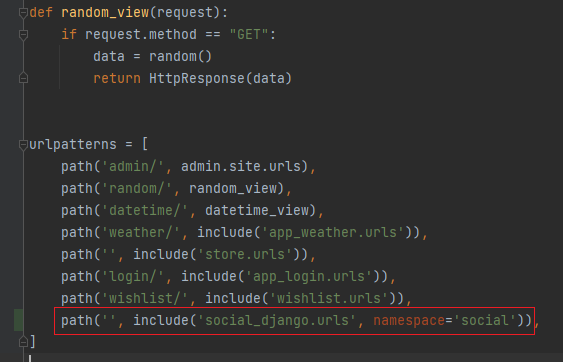 def random_view(request):
if request.method == "GET":
data = random()
return HttpResponse(data)
urlpatterns = [
path('admin/', admin.site.urls),
path('random/', random_view),
path('datetime/', datetime_view),
path('weather/', include('app_weather.urls')),
path('', include('store.urls')),
path('login/', include('app_login.urls')),
path('wishlist/', include('wishlist.urls')),
path('', include('social_django.urls', namespace='social')),
]